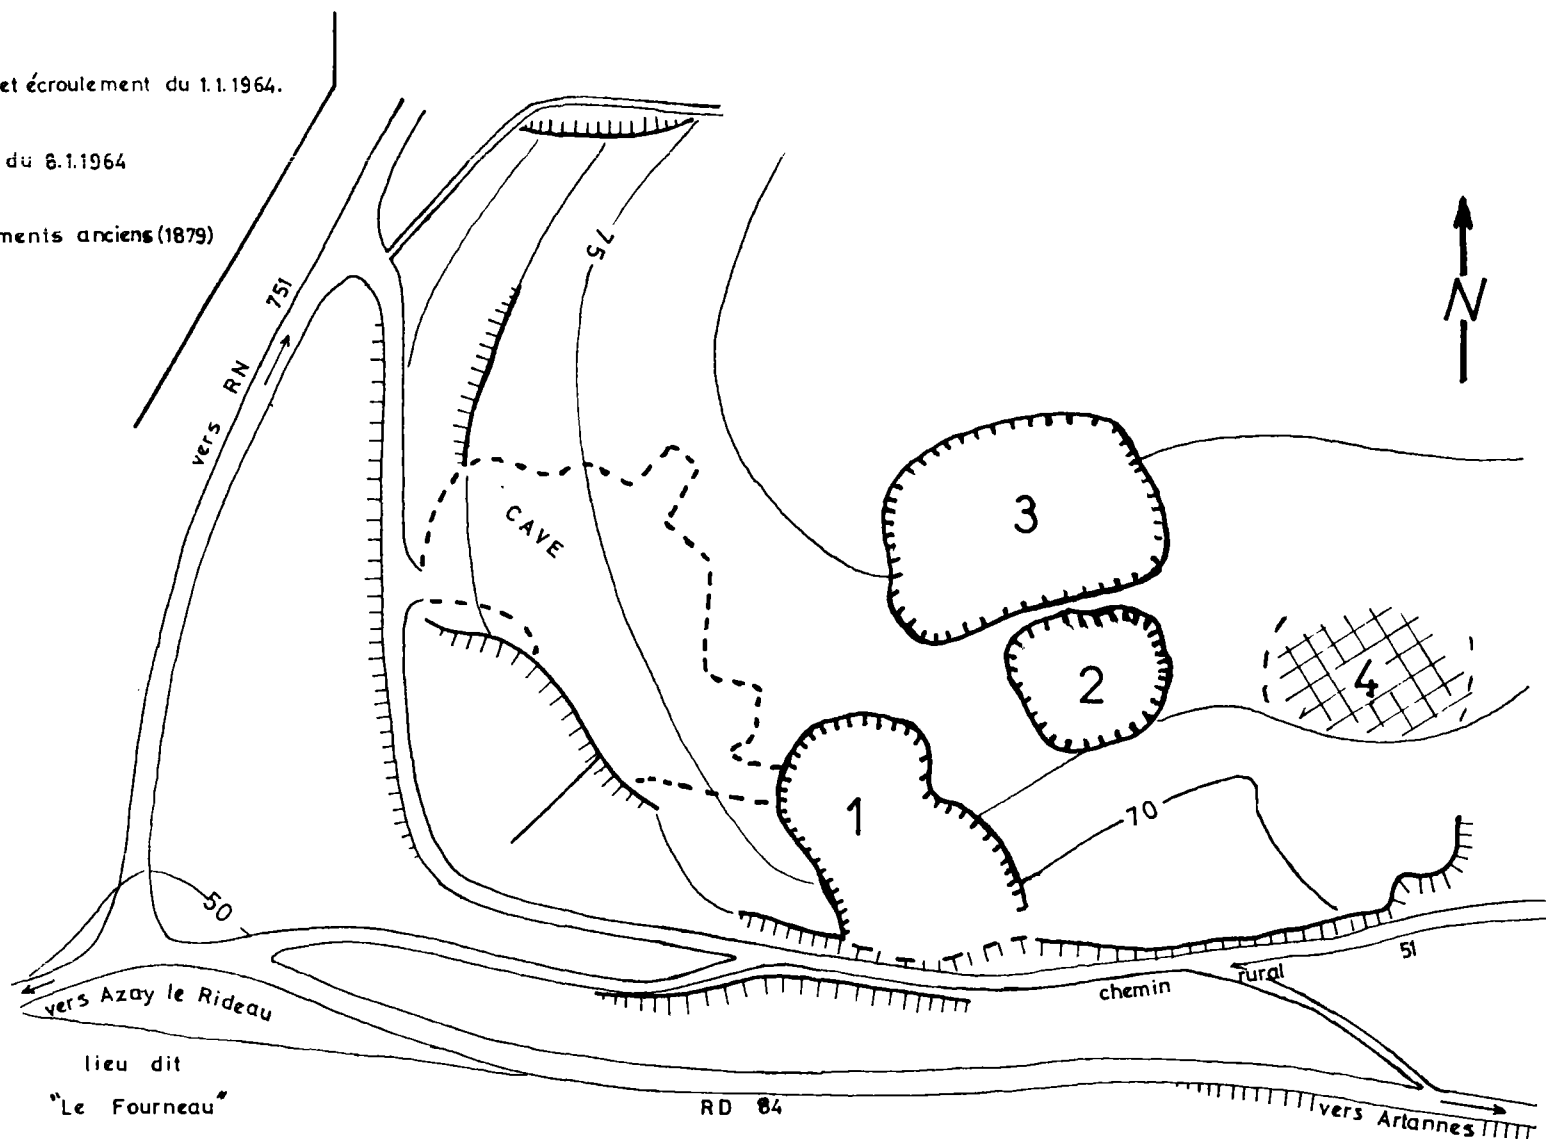 et écroulement du 1.1.1964.
du 8.1.1964
ments anciens (1879)
N
vers RN 751
75
CAVE
3
2
4
1
70
50
51
chemin rural
vers Azay le Rideau
lieu dit
"Le Fourneau"
RD 84
vers Artannes